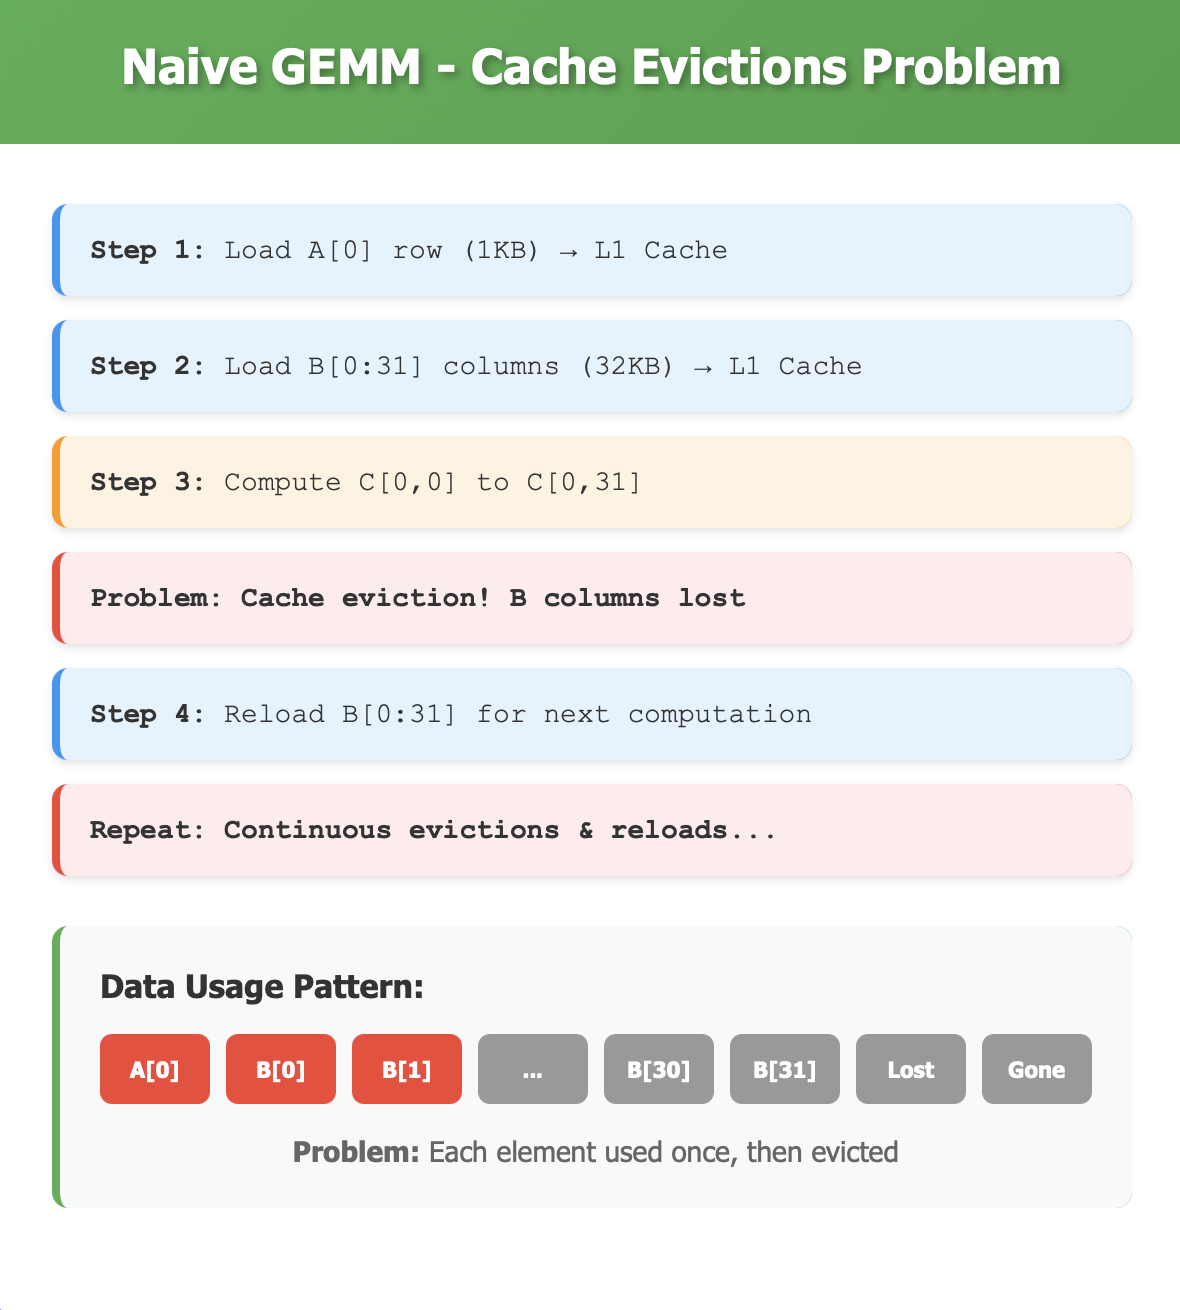 Naive GEMM - Cache Evictions Problem
Step 1: Load A[0] row (1KB) → L1 Cache
Step 2: Load B[0:31] columns (32KB) → L1 Cache
Step 3: Compute C[0,0] to C[0,31]
Problem: Cache eviction! B columns lost
Step 4: Reload B[0:31] for next computation
Repeat: Continuous evictions & reloads...
Data Usage Pattern:
A[0] B[0] B[1] ... B[30] B[31] Lost Gone
Problem: Each element used once, then evicted